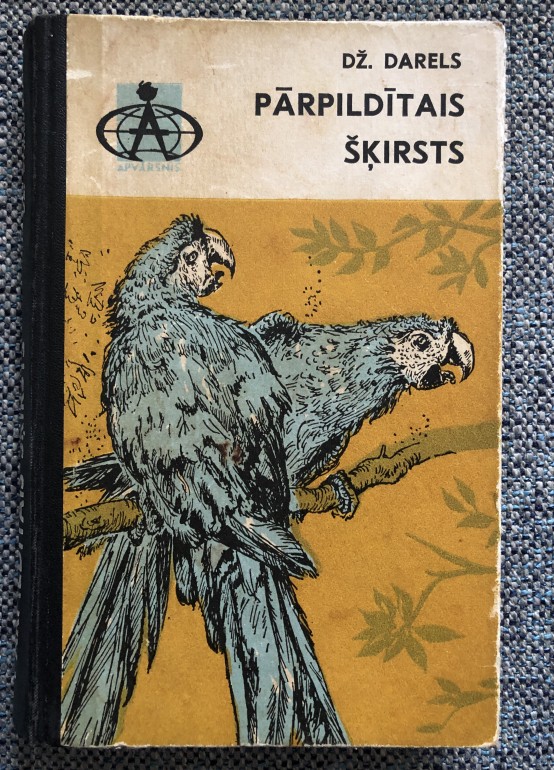 DŽ. DARELS
PĀRPILDĪTAIS
ŠĶIRSTS
A
APVĀRSNIS